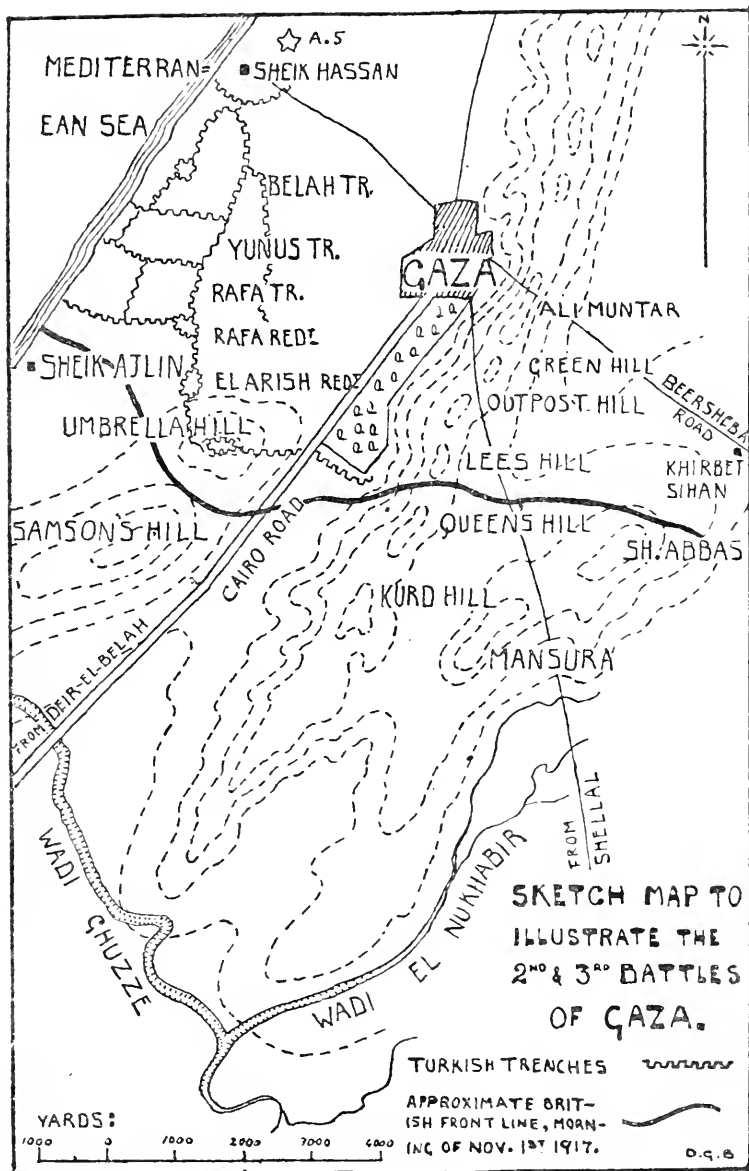 N
A.5
MEDITERRAN=
SHEIK HASSAN
EAN SEA
BELAH TR.
YUNUS TR.
GAZA
RAFA TR.
ALI MUNTAR
RAFA REDT
GREEN HILL
SHEIK AJLIN
EL ARISH REDT
BEERSHEBA
ROAD
OUTPOST HILL
UMBRELLA HILL
LEES HILL
KHIRBET
SIHAN
SAMSON'S HILL
QUEENS HILL
SH. ABBAS
CAIRO ROAD
KURD HILL
MANSURA
FROM DEIR-EL-BELAH
FROM
SHELLAL
WADI
GHUZZE
WADI EL NUKHABIR
SKETCH MAP TO
ILLUSTRATE THE
2ND & 3RD BATTLES
OF GAZA.
TURKISH TRENCHES
APPROXIMATE BRIT-
ISH FRONT LINE, MORN-
ING OF NOV. 1ST 1917.
YARDS:
1000 0 1000 2000 3000 4000
D.G.B